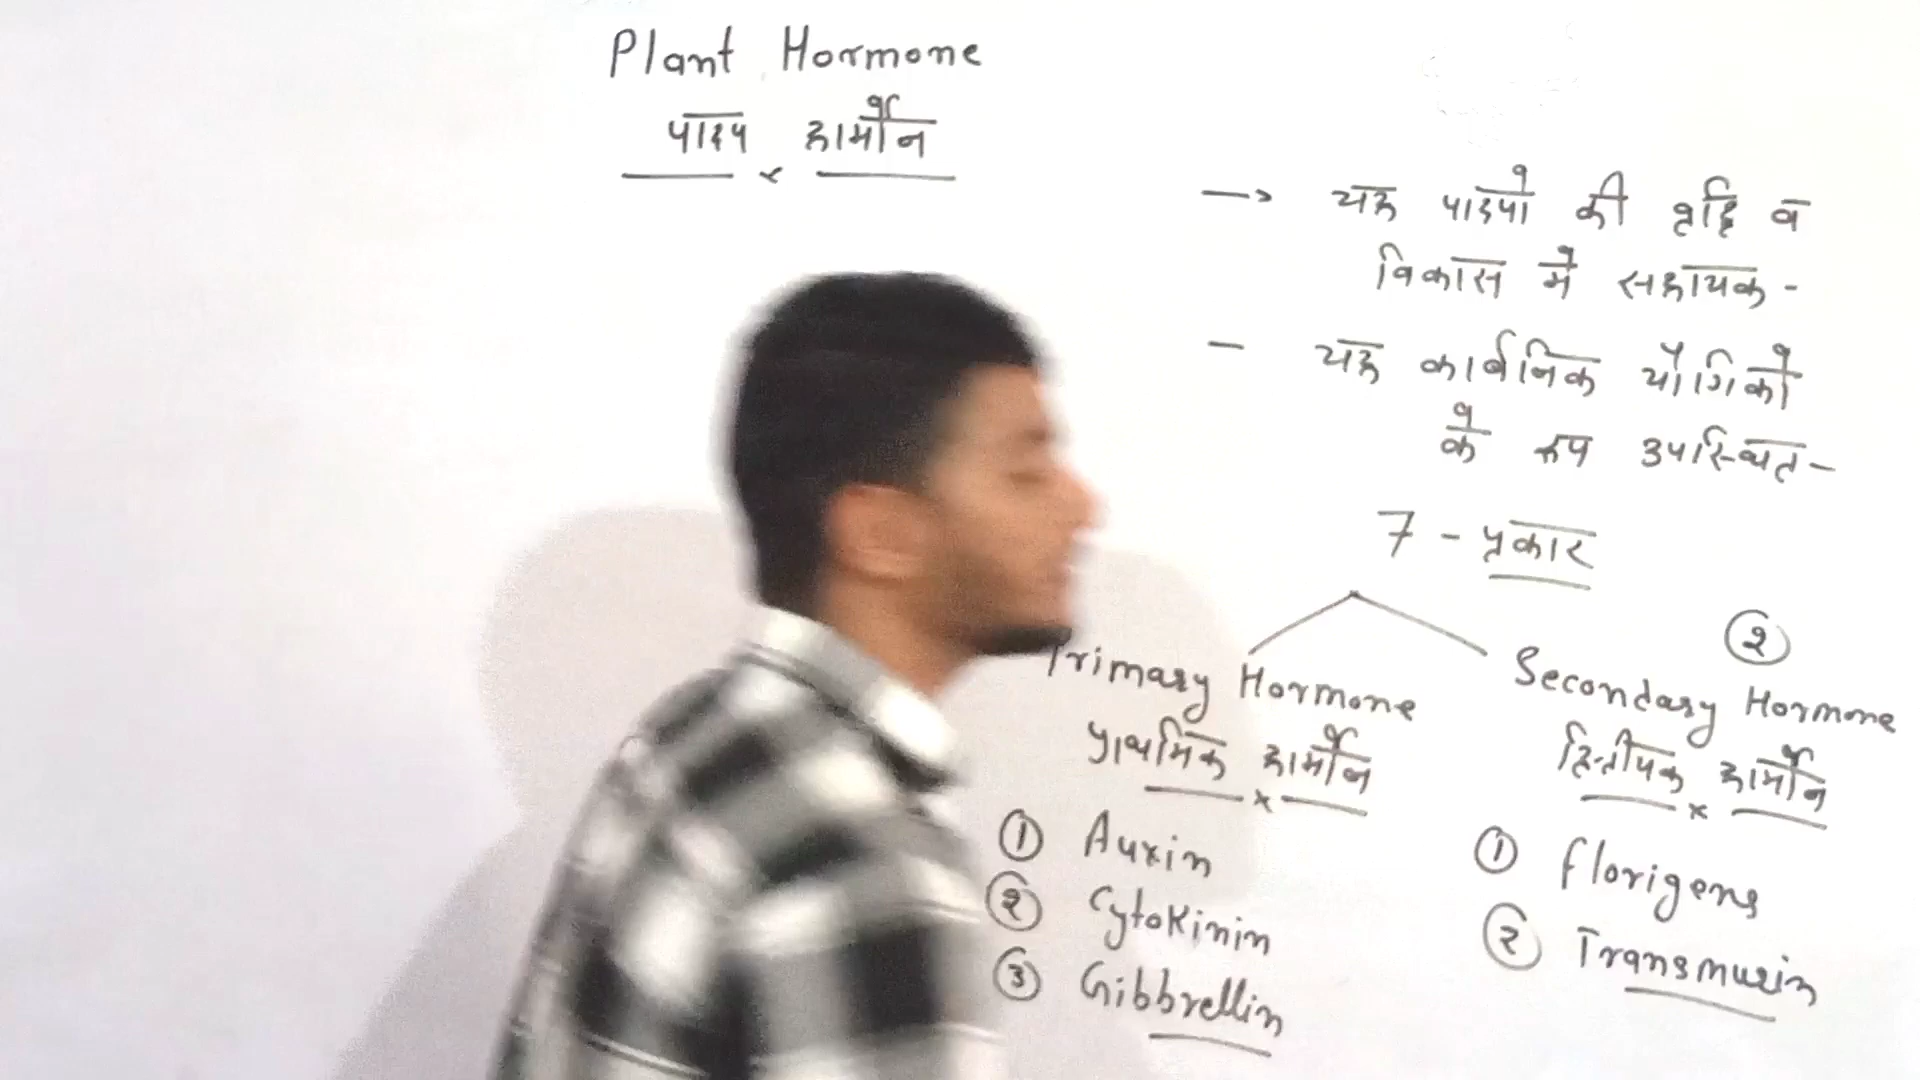 Plant Hormone
पादप हार्मोन
→ यह पादपो की वृद्धि व
विकास मे सहायक -
- यह कार्बनिक यौगिको
के रूप उपस्थित -
7 - प्रकार
Primary Hormone
प्राथमिक हार्मोन
① Auxin
② Cytokinin
③ Gibbrellin
②
Secondary Hormone
द्वितीयक हार्मोन
① Florigens
② Transmurin